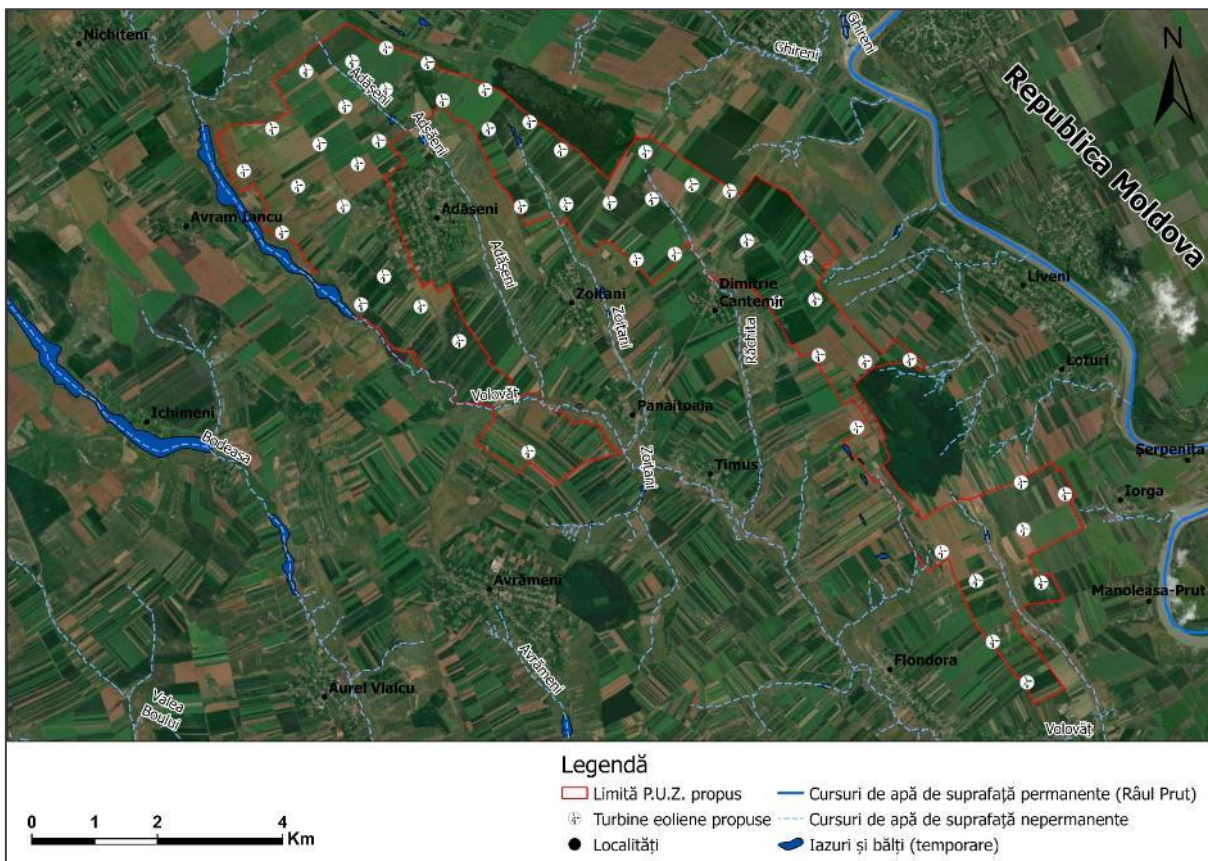 Nichiteni
Ghireni
Ghireni
N
Republica Moldova
Adășeni
Adășeni
Avram Iancu
Adășeni
Adășeni
Liveni
Zoițani
Zoițani
Dimitrie
Cantemir
Răchita
Loturi
Volovăț
Panaitoaia
Ichimeni
Bodeasa
Zoițani
Timuș
Șerpenița
Iorga
Avrămeni
Manoleasa-Prut
Avrămeni
Flondora
Aurel Vlaicu
Valea
Boului
Volovăț
Legendă
Limită P.U.Z. propus
Turbine eoliene propuse
Localități
Cursuri de apă de suprafață permanente (Râul Prut)
Cursuri de apă de suprafață nepermanente
Iazuri și bălți (temporare)
0 1 2 4
Km